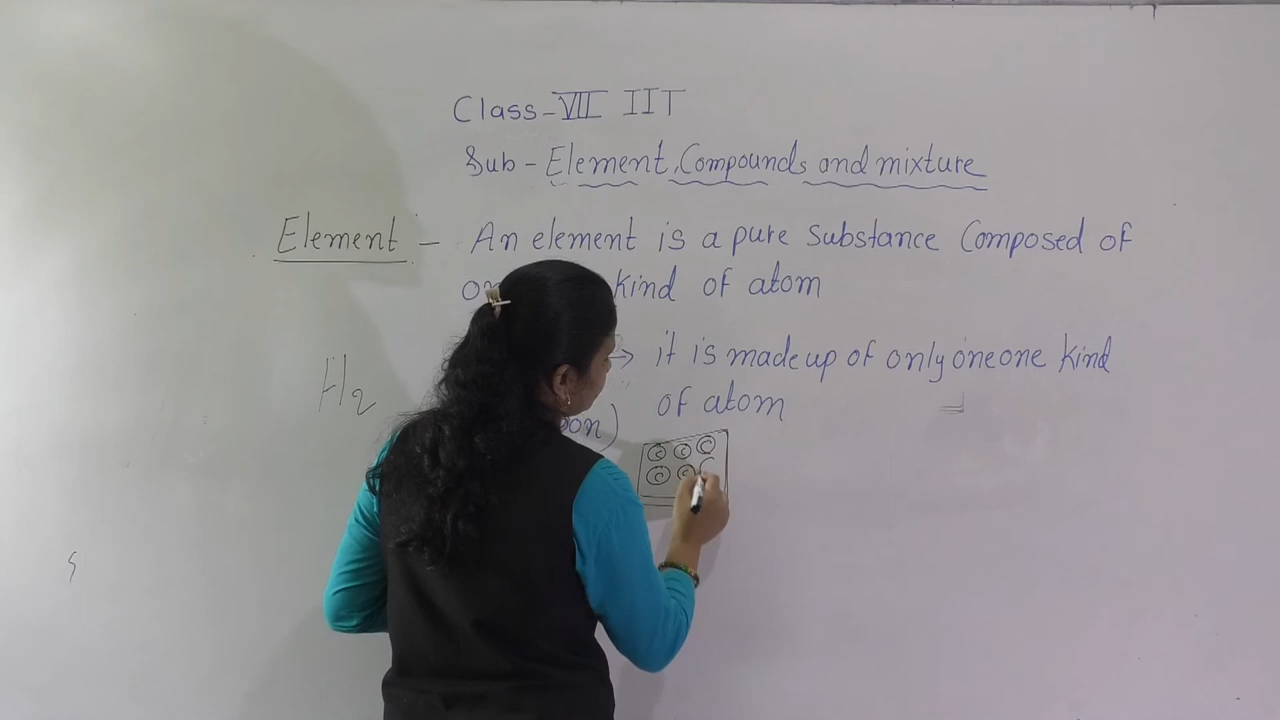 Class-VII IIT
Sub - Element, Compounds and mixture
Element - An element is a pure substance Composed of
kind of atom
→ it is made up of only one one kind
H2 of atom
C C C
C C